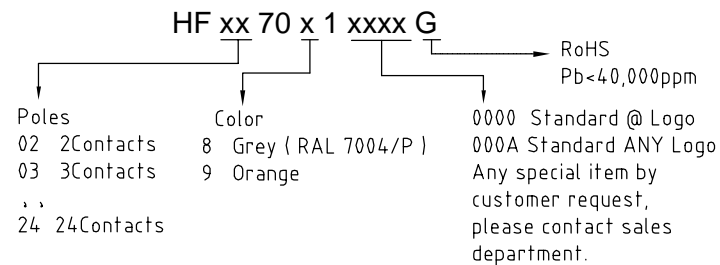 HF xx 70 x 1 xxxx G
RoHS
Pb<40,000ppm
Poles
02 2Contacts
03 3Contacts
、、
24 24Contacts
Color
8 Grey ( RAL 7004/P )
9 Orange
0000 Standard @ Logo
000A Standard ANY Logo
Any special item by
customer request,
please contact sales
department.